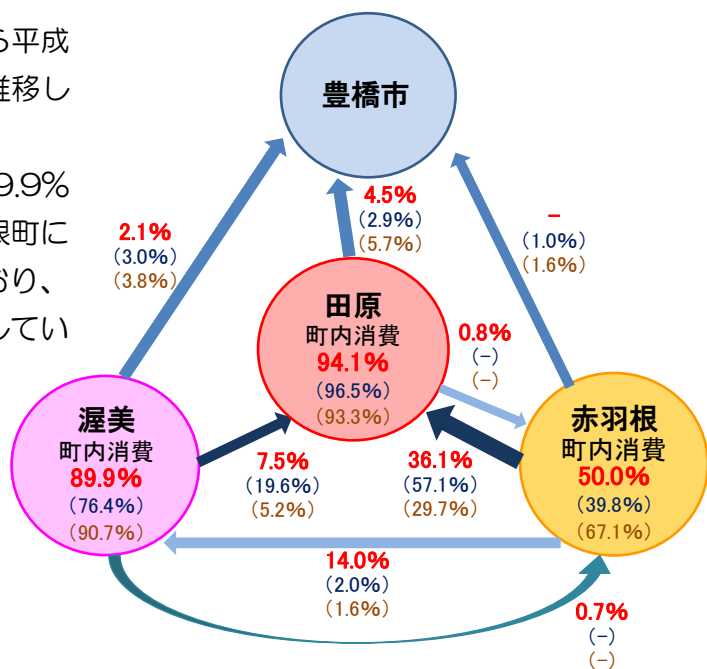 ら平成
推移し
9.9%
根町に
おり、
してい
豊橋市
4.5%
(2.9%)
(5.7%)
2.1%
(3.0%)
(3.8%)
-
(1.0%)
(1.6%)
田原
町内消費
94.1%
(96.5%)
(93.3%)
0.8%
(-)
(-)
渥美
町内消費
89.9%
(76.4%)
(90.7%)
7.5%
(19.6%)
(5.2%)
36.1%
(57.1%)
(29.7%)
赤羽根
町内消費
50.0%
(39.8%)
(67.1%)
14.0%
(2.0%)
(1.6%)
0.7%
(-)
(-)